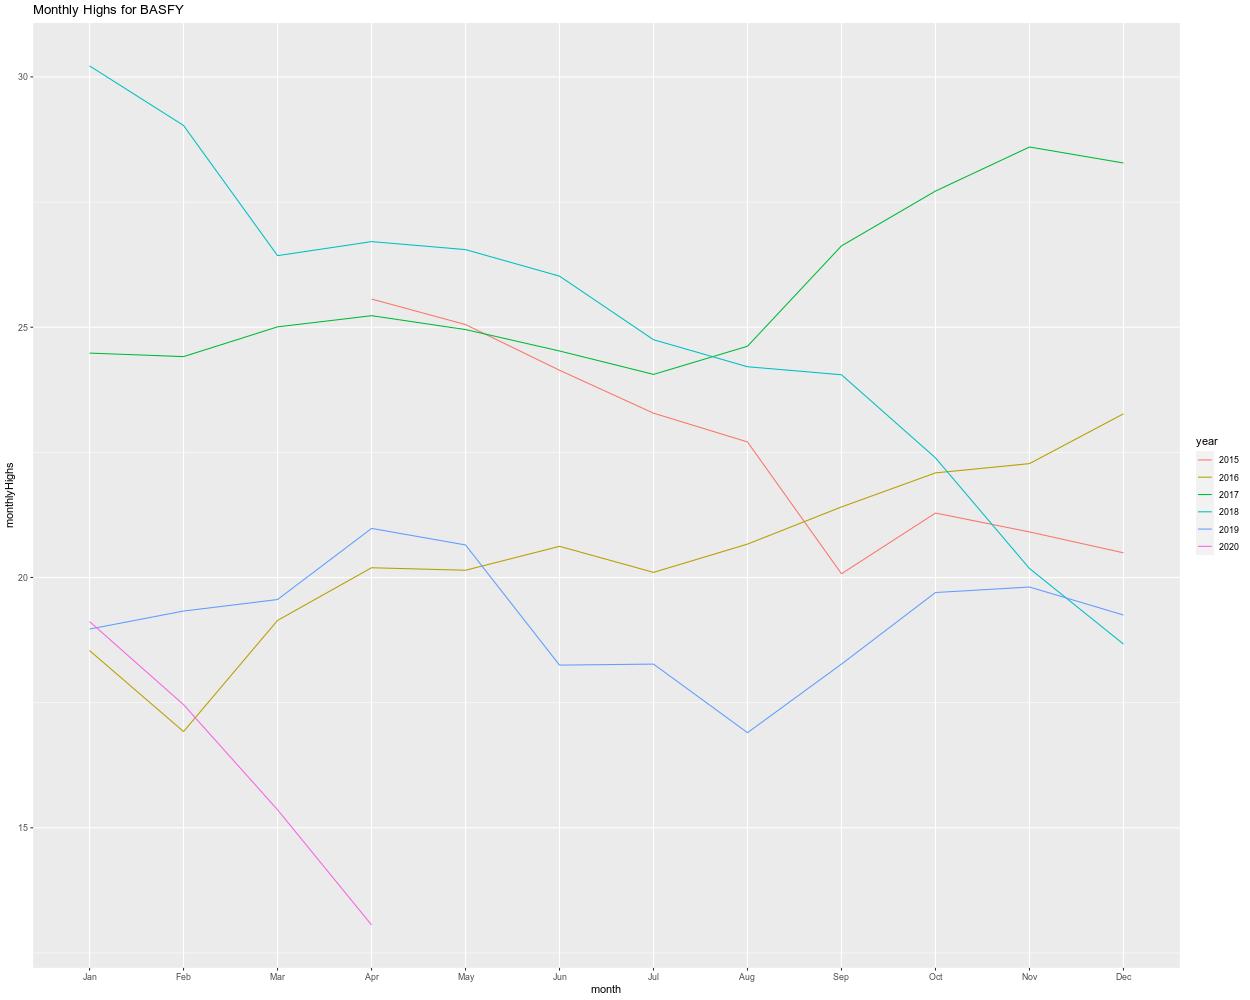 Monthly Highs for BASFY
monthlyHighs
30
25
20
15
Jan Feb Mar Apr May Jun Jul Aug Sep Oct Nov Dec
month
year
2015
2016
2017
2018
2019
2020